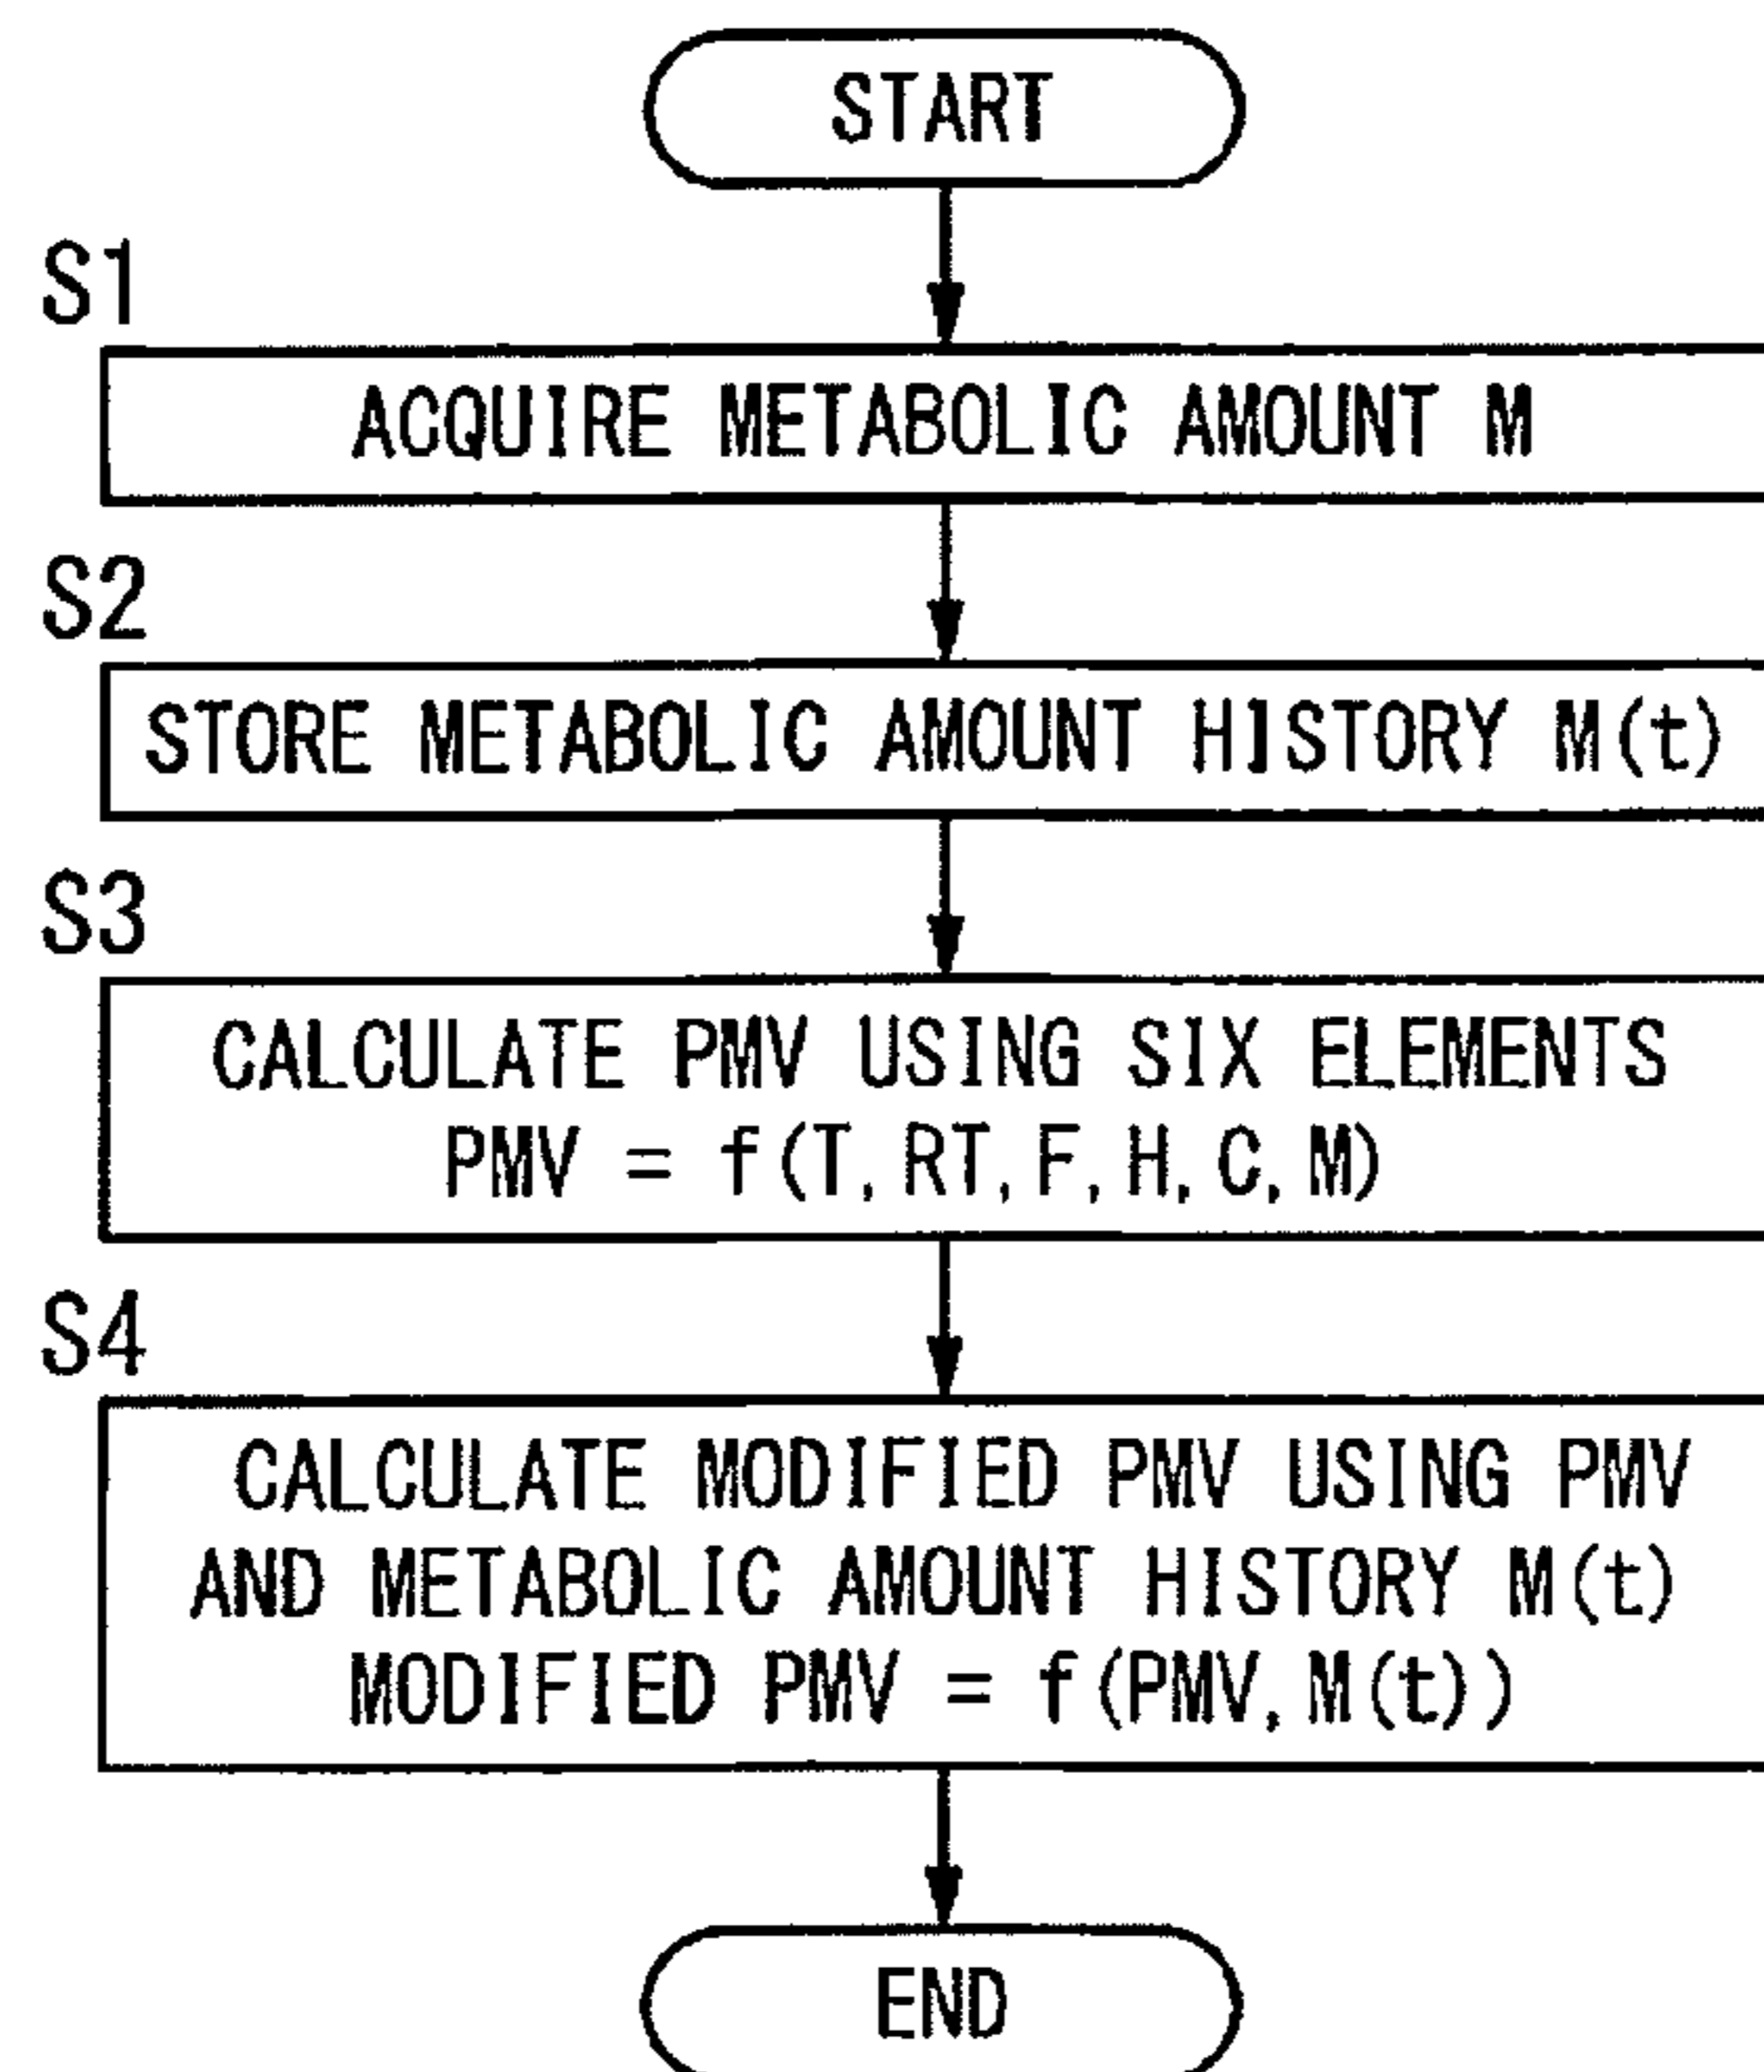 START
S1
ACQUIRE METABOLIC AMOUNT M
S2
STORE METABOLIC AMOUNT HISTORY M(t)
S3
CALCULATE PMV USING SIX ELEMENTS
PMV = f(T, RT, F, H, C, M)
S4
CALCULATE MODIFIED PMV USING PMV
AND METABOLIC AMOUNT HISTORY M(t)
MODIFIED PMV = f(PMV, M(t))
END